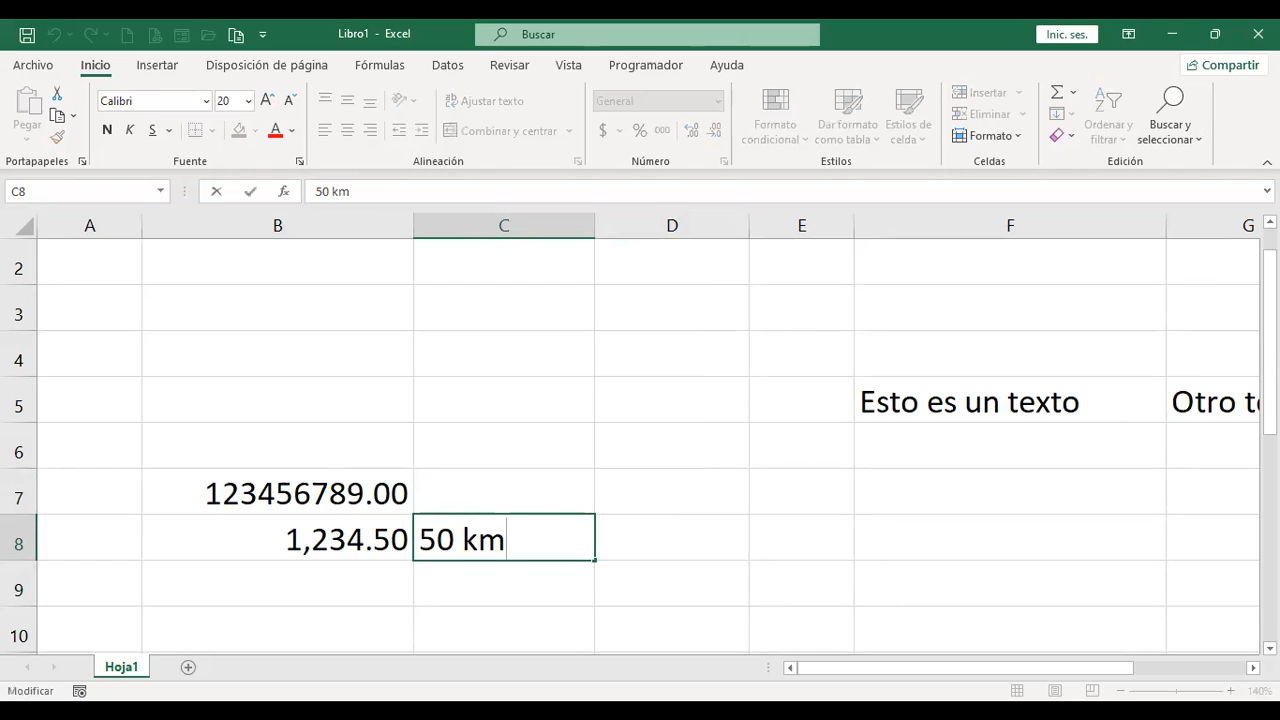 Libro1 - Excel
Buscar
Inic. ses.
Archivo Inicio Insertar Disposición de página Fórmulas Datos Revisar Vista Programador Ayuda
Compartir
Pegar
Portapapeles
Calibri 20
N K S
Fuente
Ajustar texto
Combinar y centrar
Alineación
General
$ % 000
Número
Formato condicional
Dar formato como tabla
Estilos de celda
Estilos
Insertar
Eliminar
Formato
Celdas
Ordenar y filtrar
Buscar y seleccionar
Edición
C8
fx
50 km
A B C D E F G
2
3
4
5 Esto es un texto Otro te
6
7 123456789.00
8 1,234.50 50 km
9
10
Hoja1
Modificar
140%